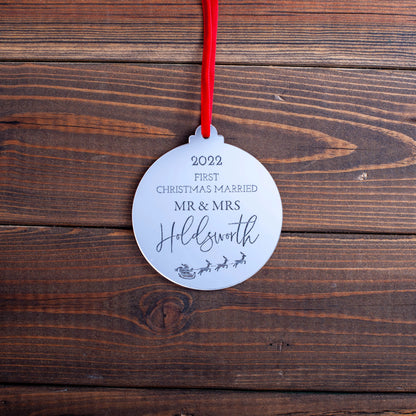 2022
FIRST
CHRISTMAS MARRIED
MR & MRS
Holdsworth